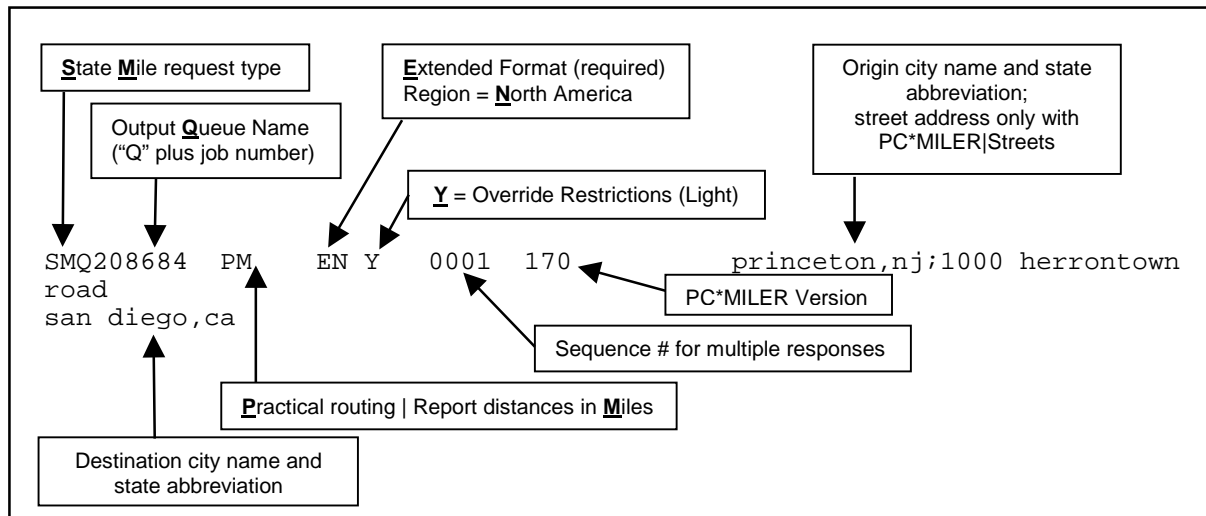 State Mile request type
Extended Format (required)
Region = North America
Origin city name and state
abbreviation;
street address only with
PC*MILER|Streets
Output Queue Name
("Q" plus job number)
Y = Override Restrictions (Light)
SMQ208684 PM EN Y 0001 170 princeton,nj;1000 herrontown
road
san diego,ca
PC*MILER Version
Sequence # for multiple responses
Practical routing | Report distances in Miles
Destination city name and
state abbreviation